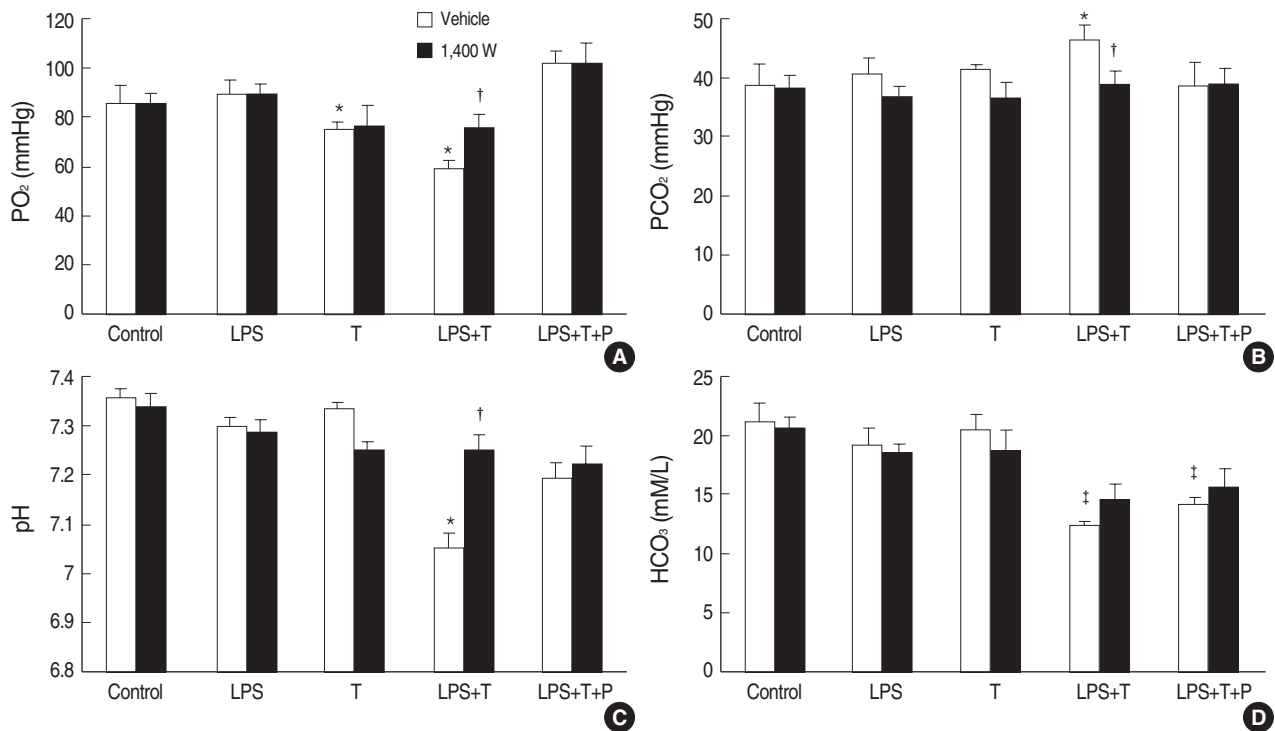 PO₂ (mmHg)
120
100
80
60
40
20
0
Vehicle
1,400 W
*
*
†
Control LPS T LPS+T LPS+T+P
A
PCO₂ (mmHg)
50
40
30
20
10
0
*
†
Control LPS T LPS+T LPS+T+P
B
pH
7.4
7.3
7.2
7.1
7
6.9
6.8
*
†
Control LPS T LPS+T LPS+T+P
C
HCO₃ (mM/L)
25
20
15
10
5
0
‡
‡
Control LPS T LPS+T LPS+T+P
D